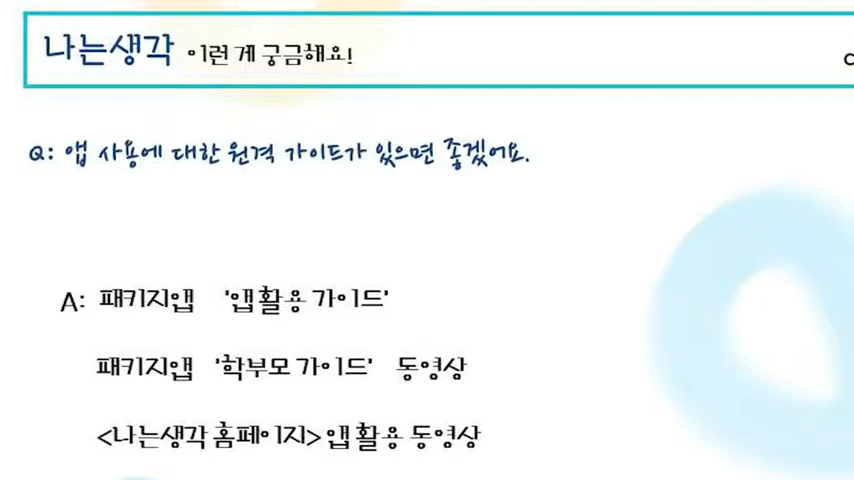 나는생각 이런 게 궁금해요!
Q: 앱 사용에 대한 원격 가이드가 있으면 좋겠어요.
A: 패키지앱 '앱활용 가이드'
패키지앱 '학부모 가이드' 동영상
<나는생각 홈페이지> 앱 활용 동영상